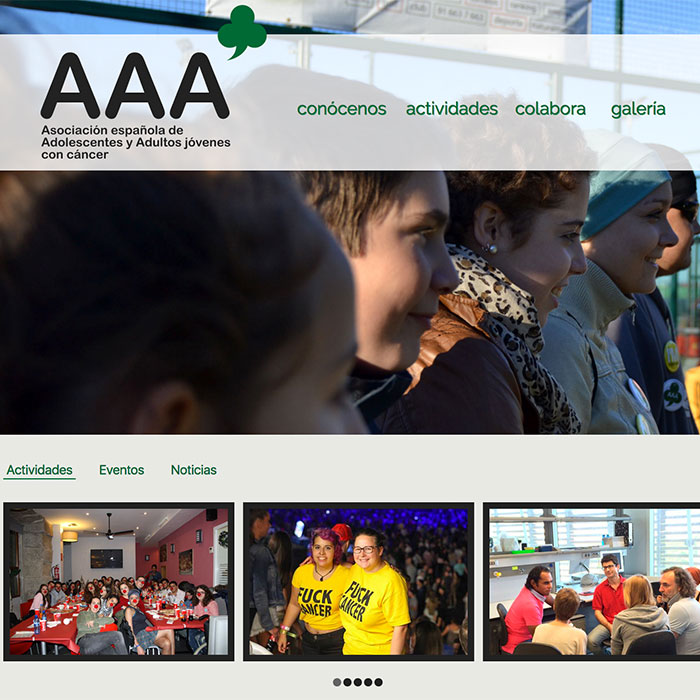 AAA
Asociación española de
Adolescentes y Adultos jóvenes
con cáncer
conócenos actividades colabora galería
Actividades Eventos Noticias
FUCK
CANCER
FUCK
CANCER